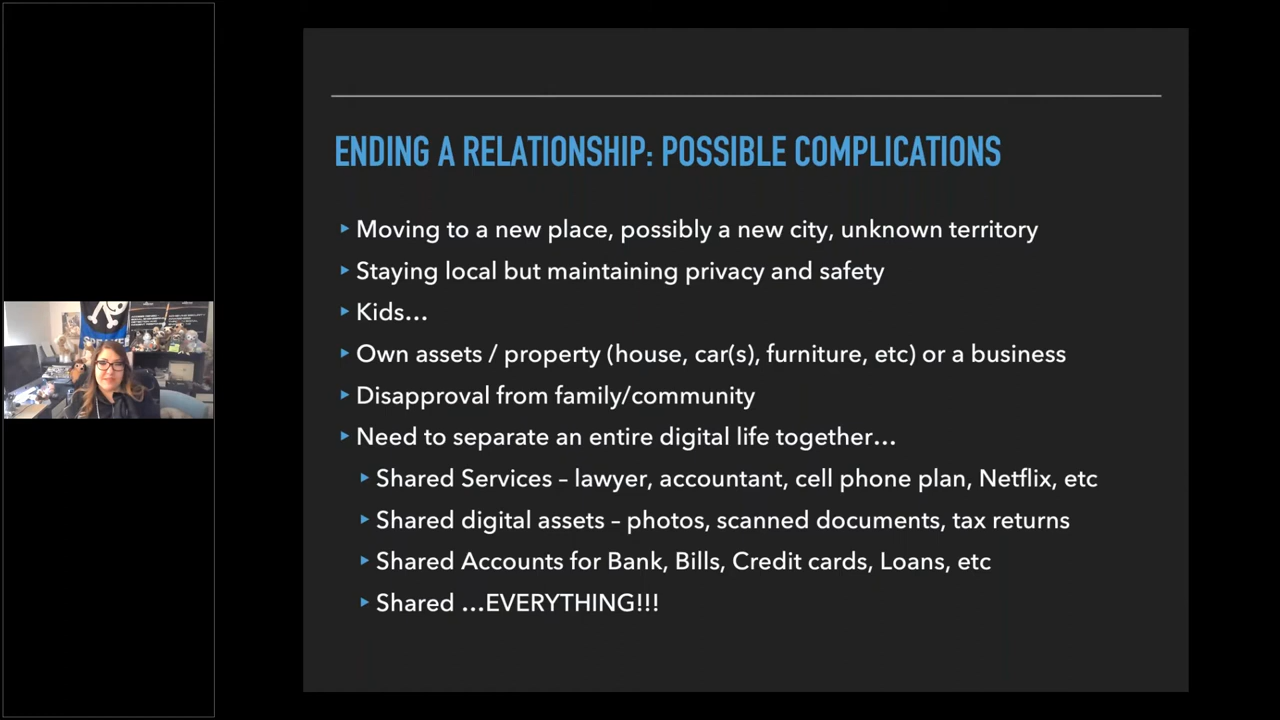 ENDING A RELATIONSHIP: POSSIBLE COMPLICATIONS
Moving to a new place, possibly a new city, unknown territory
Staying local but maintaining privacy and safety
Kids…
Own assets / property (house, car(s), furniture, etc) or a business
Disapproval from family/community
Need to separate an entire digital life together…
Shared Services – lawyer, accountant, cell phone plan, Netflix, etc
Shared digital assets – photos, scanned documents, tax returns
Shared Accounts for Bank, Bills, Credit cards, Loans, etc
Shared …EVERYTHING!!!